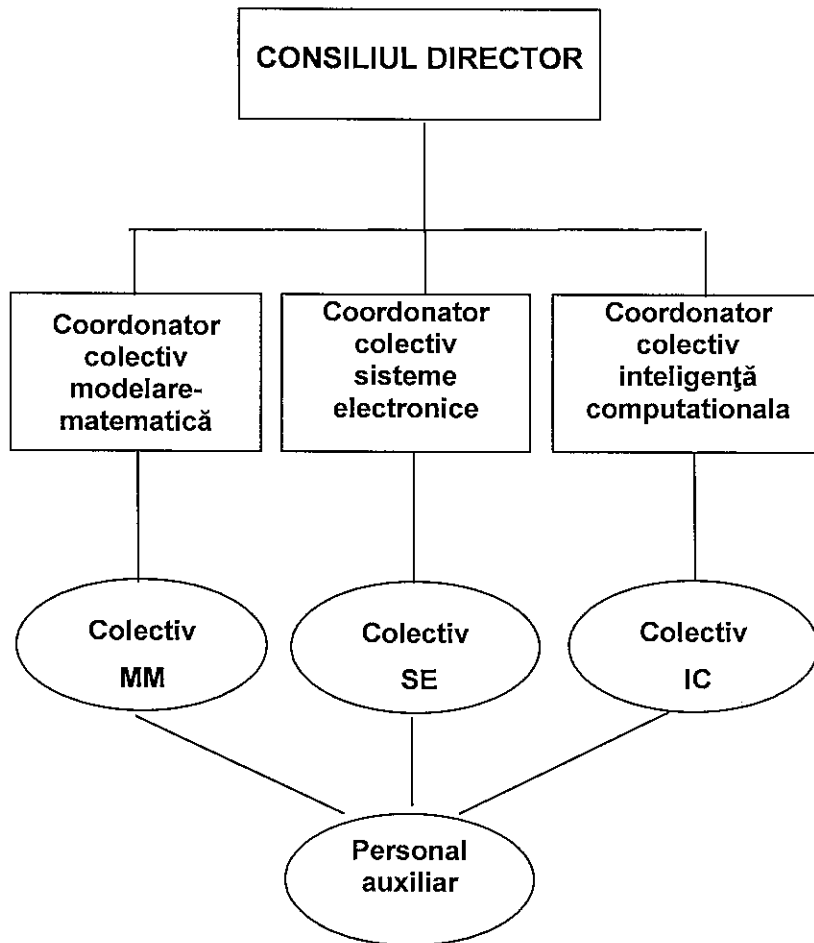 CONSILIUL DIRECTOR
Coordonator
colectiv
modelare-
matematică
Coordonator
colectiv
sisteme
electronice
Coordonator
colectiv
inteligenţă
computationala
Colectiv
MM
Colectiv
SE
Colectiv
IC
Personal
auxiliar